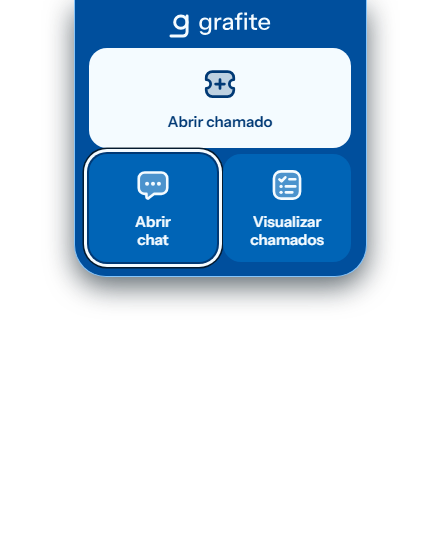 grafite
Abrir chamado
Abrir
chat
Visualizar
chamados